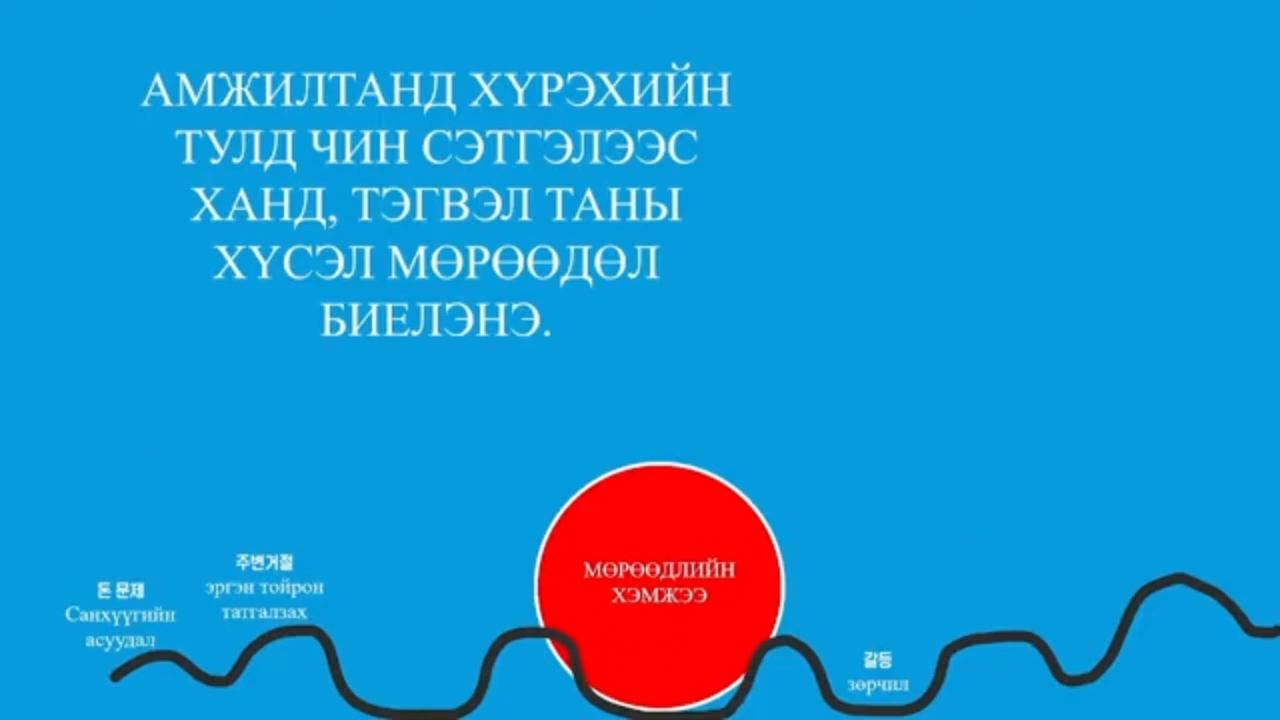 АМЖИЛТАНД ХҮРЭХИЙН
ТУЛД ЧИН СЭТГЭЛЭЭС
ХАНД, ТЭГВЭЛ ТАНЫ
ХҮСЭЛ МӨРӨӨДӨЛ
БИЕЛЭНЭ.
주변거절
эргэн тойрон
татгалзах
돈 문제
Санхүүгийн
асуудал
МӨРӨӨДЛИЙН
ХЭМЖЭЭ
갈등
зөрчил